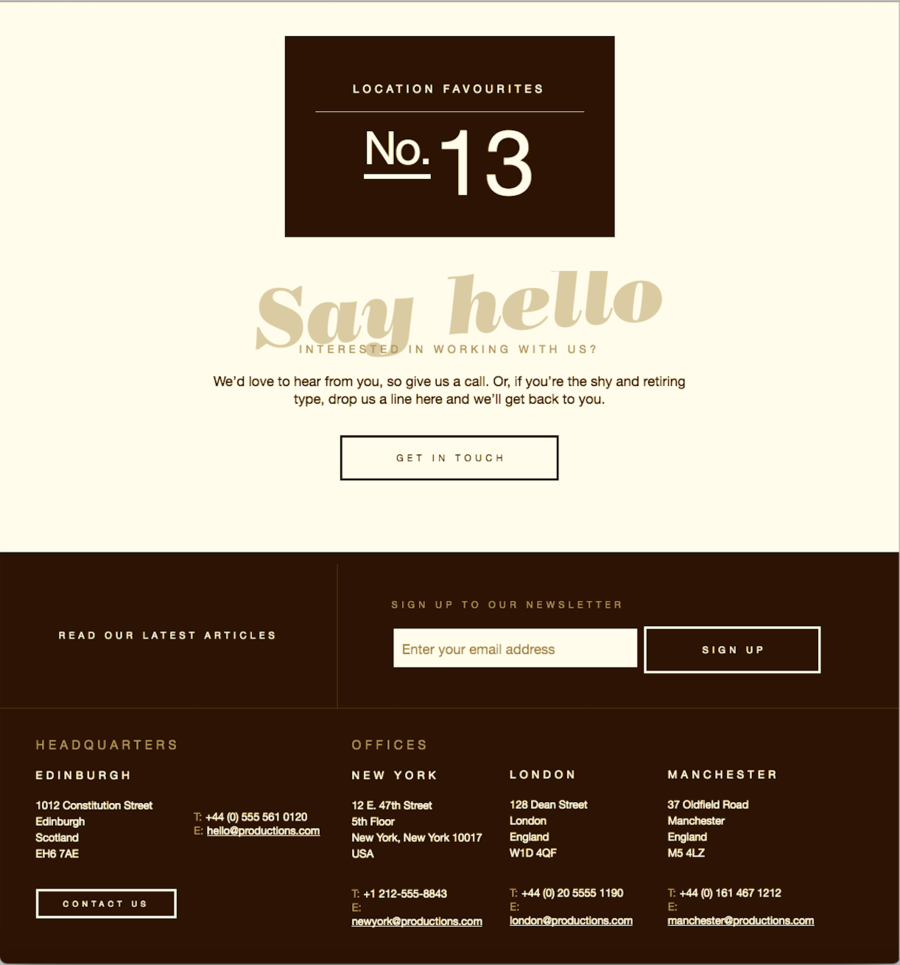 LOCATION FAVOURITES
No. 13
Say hello
INTERESTED IN WORKING WITH US?
We'd love to hear from you, so give us a call. Or, if you're the shy and retiring
type, drop us a line here and we'll get back to you.
GET IN TOUCH
READ OUR LATEST ARTICLES
SIGN UP TO OUR NEWSLETTER
Enter your email address
SIGN UP
HEADQUARTERS
EDINBURGH
1012 Constitution Street
Edinburgh
Scotland
EH6 7AE
T: +44 (0) 555 561 0120
E: hello@productions.com
CONTACT US
OFFICES
NEW YORK
12 E. 47th Street
5th Floor
New York, New York 10017
USA
T: +1 212-555-8843
E:
newyork@productions.com
LONDON
128 Dean Street
London
England
W1D 4QF
T: +44 (0) 20 5555 1190
E:
london@productions.com
MANCHESTER
37 Oldfield Road
Manchester
England
M5 4LZ
T: +44 (0) 161 467 1212
E:
manchester@productions.com